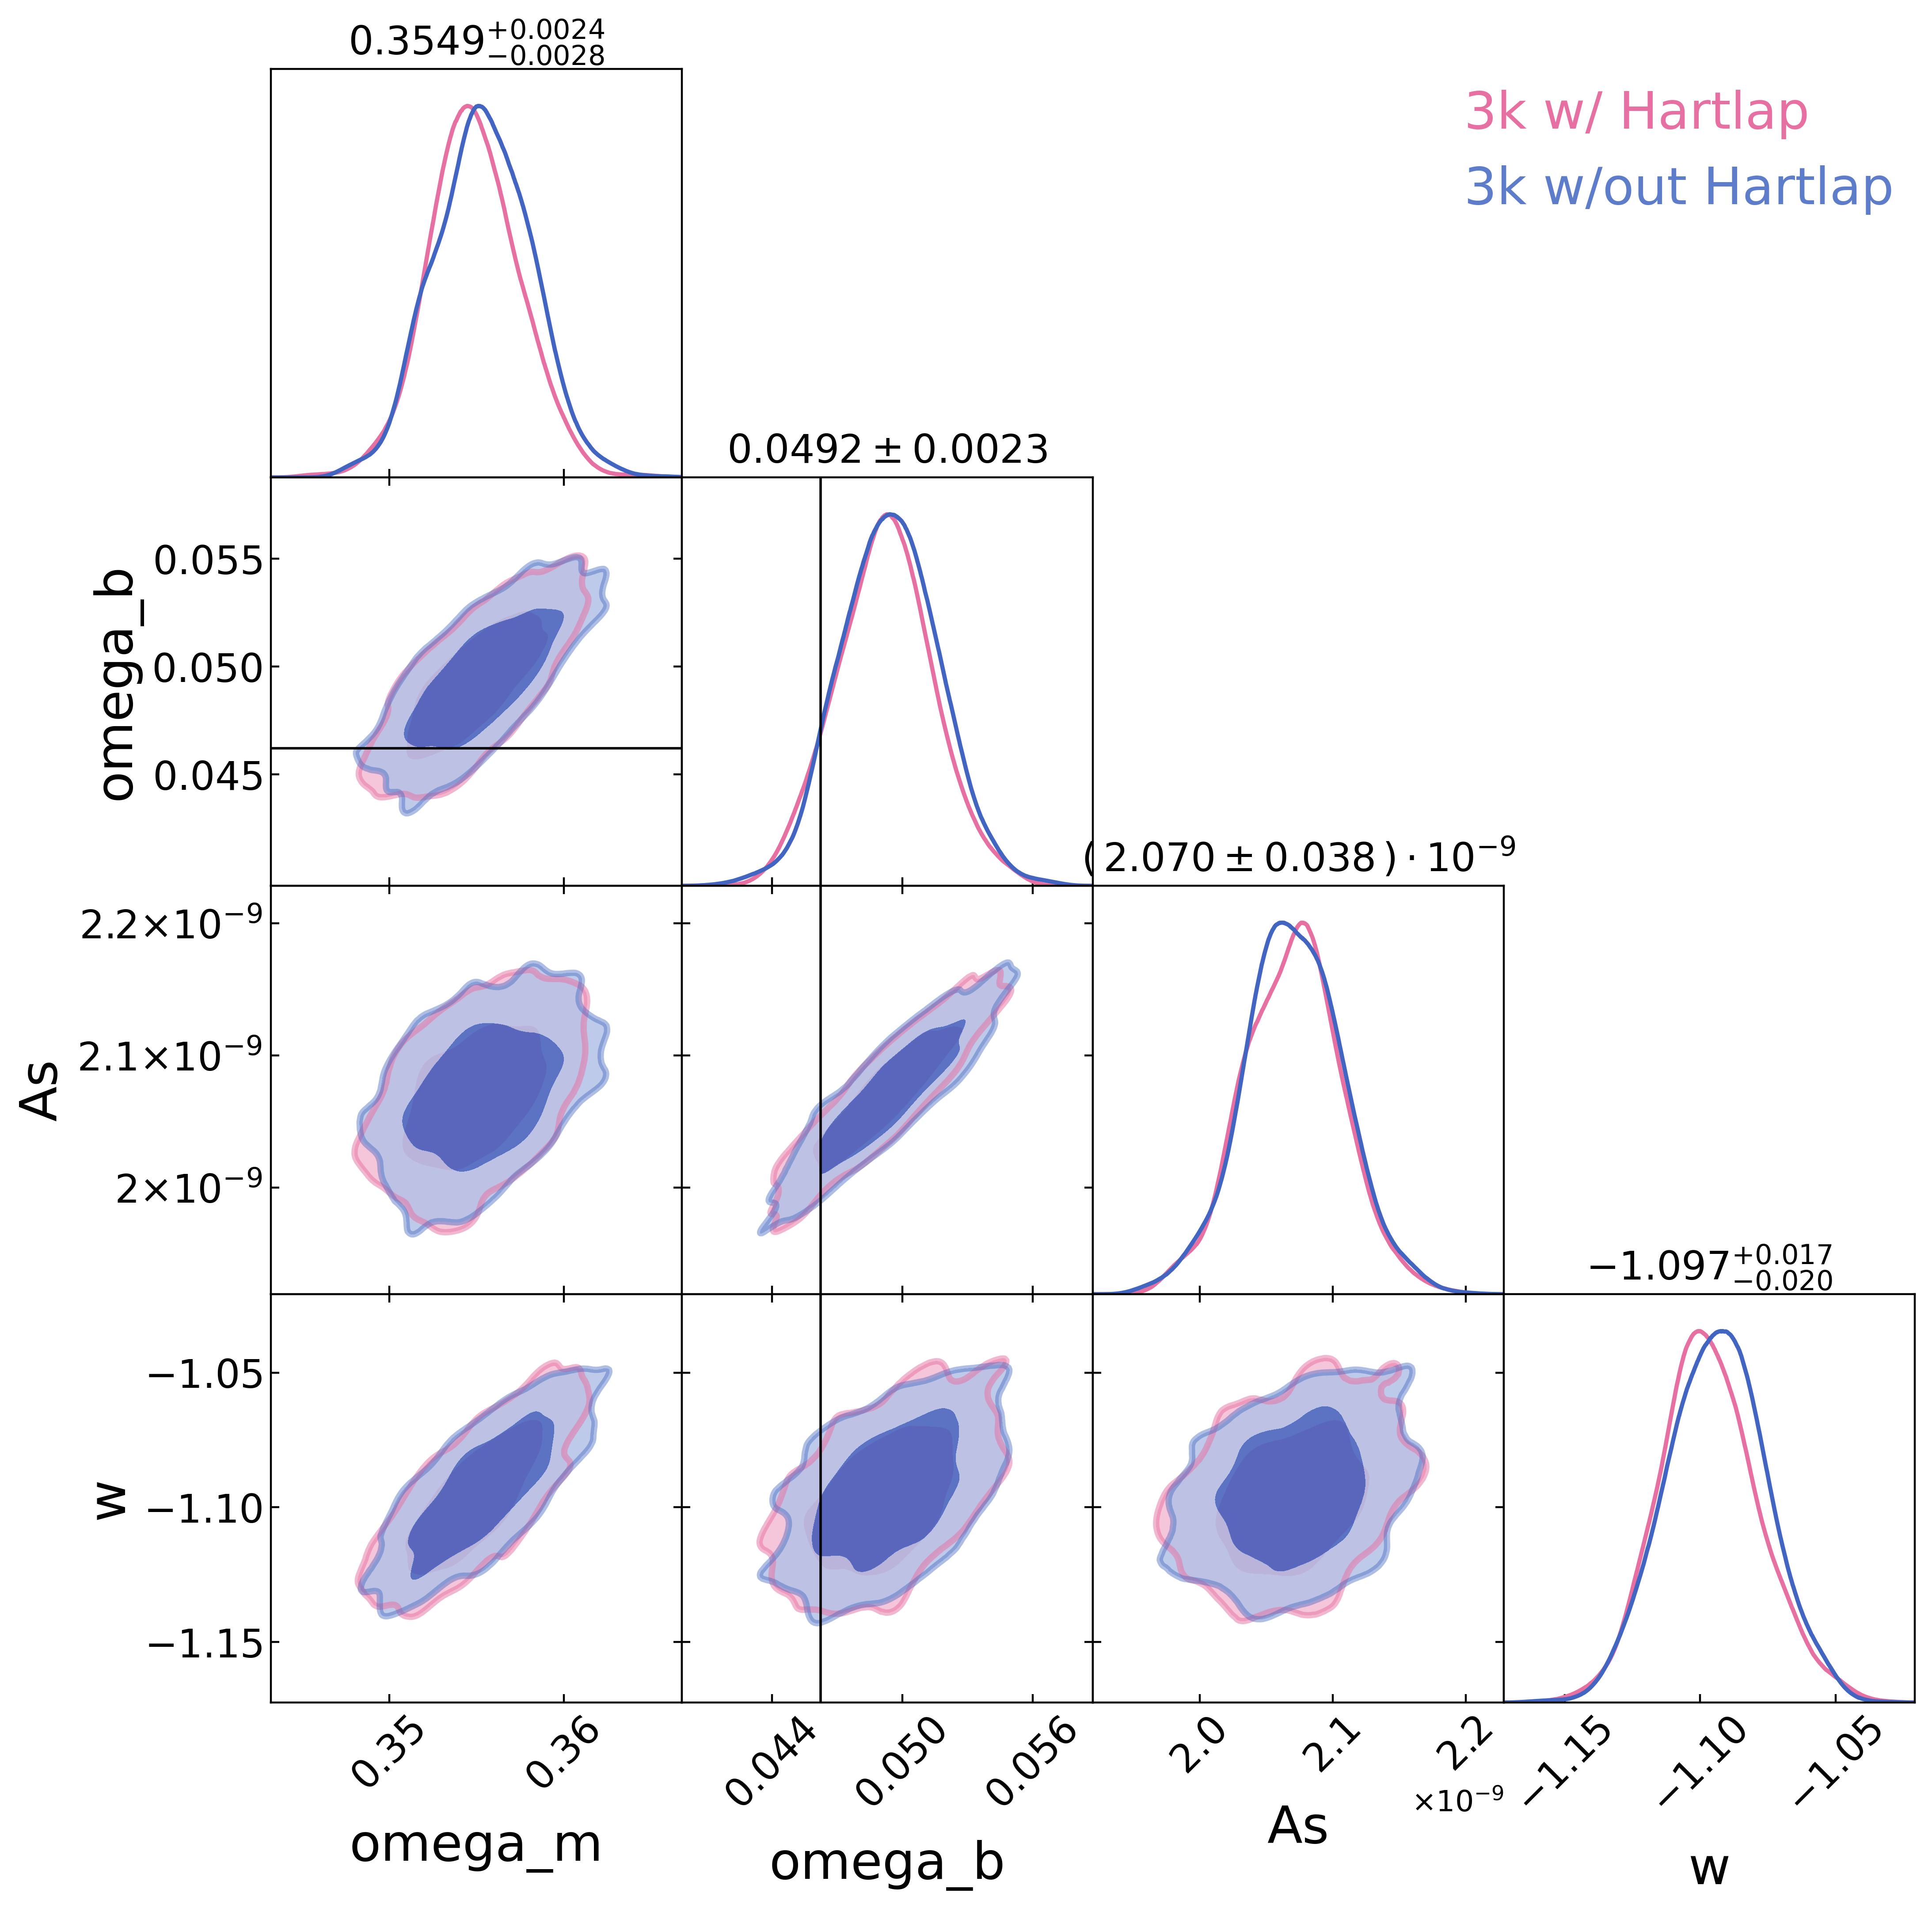 0.3549^{+0.0024}_{−0.0028}
3k w/ Hartlap
3k w/out Hartlap
0.0492 ± 0.0023
omega_b
0.055
0.050
0.045
(2.070 ± 0.038) · 10^{−9}
As
2.2×10^{−9}
2.1×10^{−9}
2×10^{−9}
−1.097^{+0.017}_{−0.020}
w
−1.05
−1.10
−1.15
0.35
0.36
0.044
0.050
0.056
2.0
2.1
2.2
×10^{−9}
−1.15
−1.10
−1.05
omega_m
omega_b
As
w